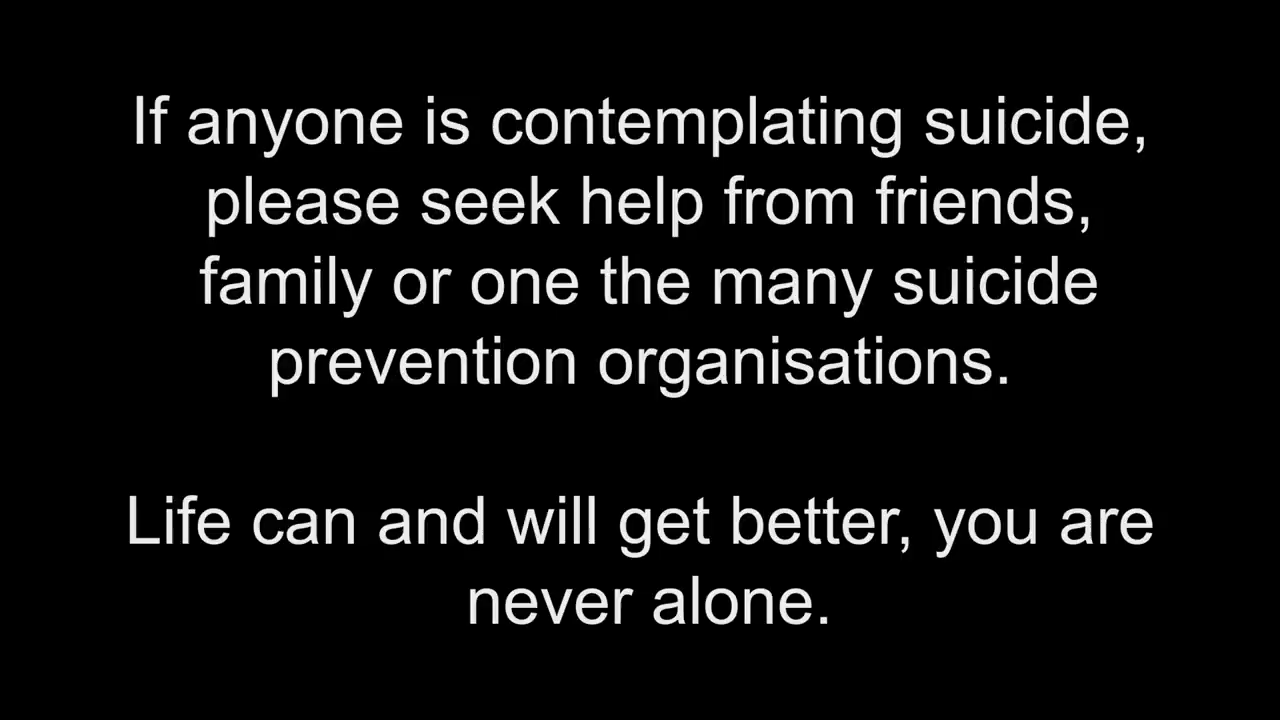 If anyone is contemplating suicide,
please seek help from friends,
family or one the many suicide
prevention organisations.
Life can and will get better, you are
never alone.